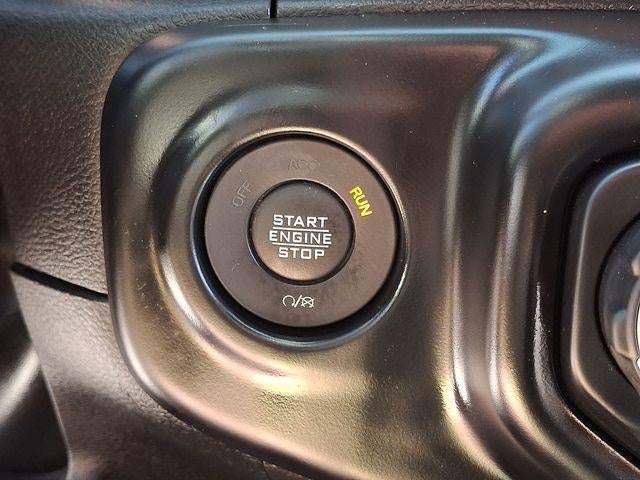 ACC
OFF
RUN
START
ENGINE
STOP